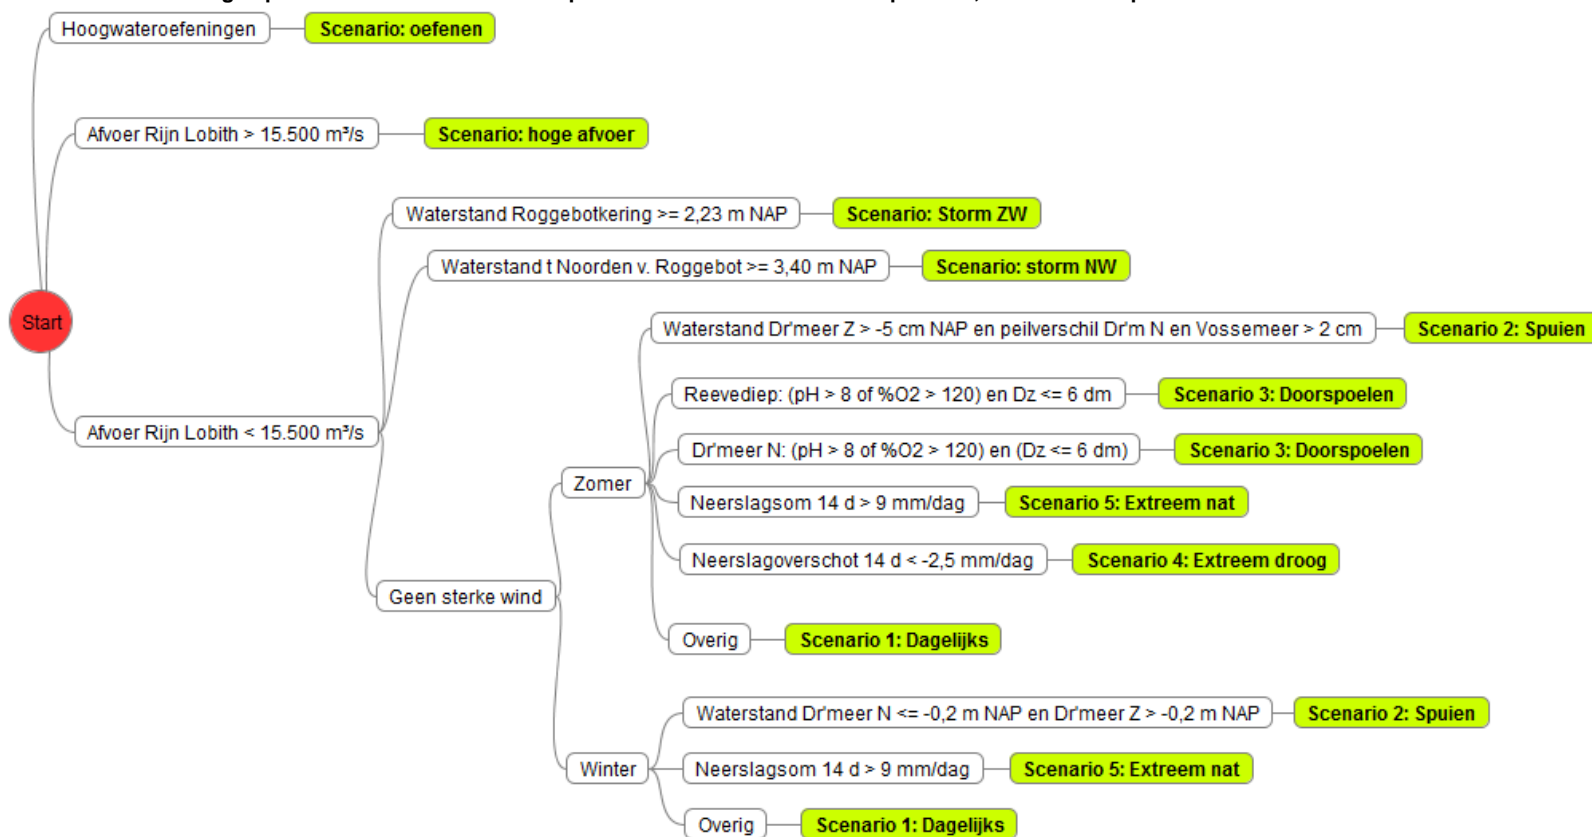 Hoogwateroefeningen
Scenario: oefenen
Afvoer Rijn Lobith > 15.500 m³/s
Scenario: hoge afvoer
Waterstand Roggebotkering >= 2,23 m NAP
Scenario: Storm ZW
Waterstand t Noorden v. Roggebot >= 3,40 m NAP
Scenario: storm NW
Start
Waterstand Dr'meer Z > -5 cm NAP en peilverschil Dr'm N en Vossemeer > 2 cm
Scenario 2: Spuien
Reevediep: (pH > 8 of %O2 > 120) en Dz <= 6 dm
Scenario 3: Doorspoelen
Afvoer Rijn Lobith < 15.500 m³/s
Dr'meer N: (pH > 8 of %O2 > 120) en (Dz <= 6 dm)
Scenario 3: Doorspoelen
Zomer
Neerslagsom 14 d > 9 mm/dag
Scenario 5: Extreem nat
Neerslagoverschot 14 d < -2,5 mm/dag
Scenario 4: Extreem droog
Geen sterke wind
Overig
Scenario 1: Dagelijks
Waterstand Dr'meer N <= -0,2 m NAP en Dr'meer Z > -0,2 m NAP
Scenario 2: Spuien
Winter
Neerslagsom 14 d > 9 mm/dag
Scenario 5: Extreem nat
Overig
Scenario 1: Dagelijks